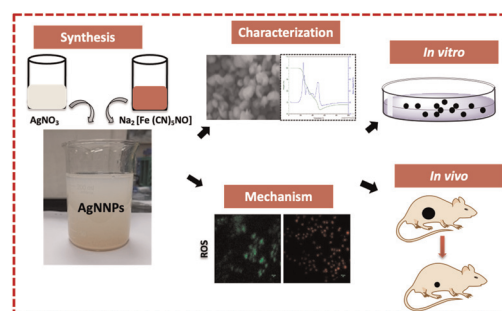 Synthesis
AgNO₃
Na₂ [Fe (CN)₅NO]
AgNNPs
Characterization
Mechanism
ROS
In vitro
In vivo